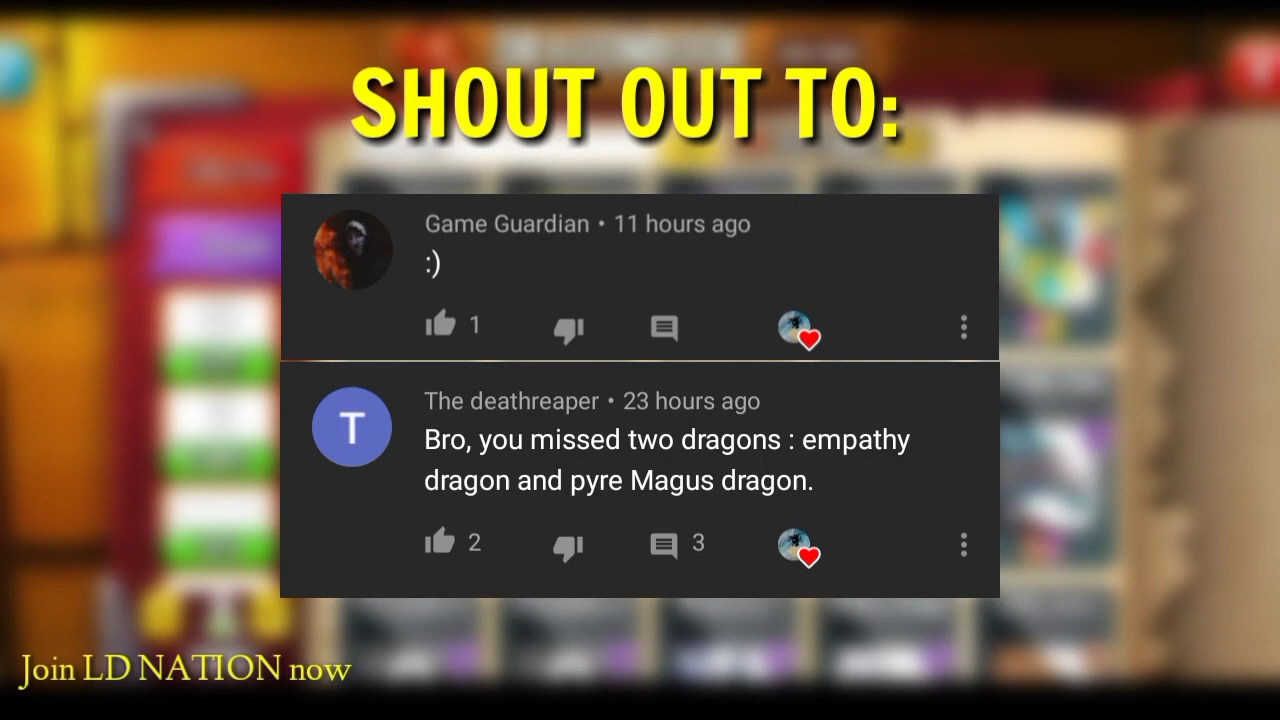 SHOUT OUT TO:
Game Guardian • 11 hours ago
:)
1
The deathreaper • 23 hours ago
T
Bro, you missed two dragons : empathy
dragon and pyre Magus dragon.
2 3
Join LD NATION now